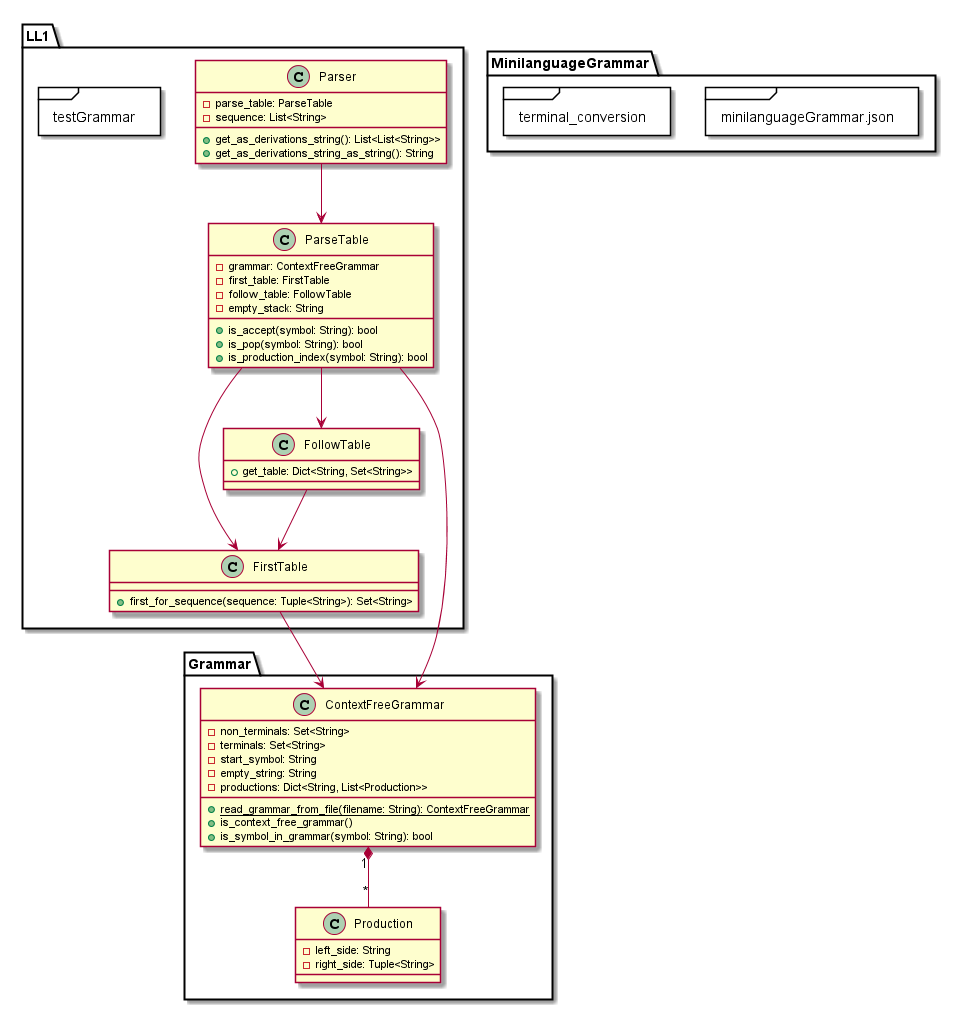 LL1
testGrammar
C Parser
parse_table: ParseTable
sequence: List<String>
get_as_derivations_string(): List<List<String>>
get_as_derivations_string_as_string(): String
MinilanguageGrammar
terminal_conversion
minilanguageGrammar.json
C ParseTable
grammar: ContextFreeGrammar
first_table: FirstTable
follow_table: FollowTable
empty_stack: String
is_accept(symbol: String): bool
is_pop(symbol: String): bool
is_production_index(symbol: String): bool
C FollowTable
get_table: Dict<String, Set<String>>
C FirstTable
first_for_sequence(sequence: Tuple<String>): Set<String>
Grammar
C ContextFreeGrammar
non_terminals: Set<String>
terminals: Set<String>
start_symbol: String
empty_string: String
productions: Dict<String, List<Production>>
read_grammar_from_file(filename: String): ContextFreeGrammar
is_context_free_grammar()
is_symbol_in_grammar(symbol: String): bool
1
*
C Production
left_side: String
right_side: Tuple<String>